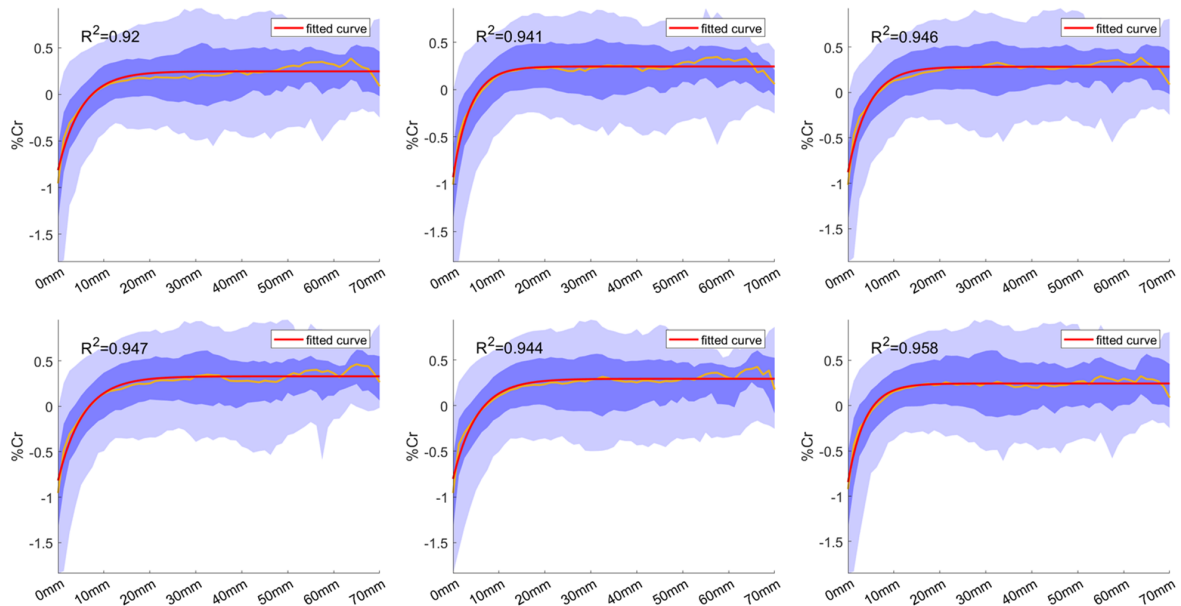 R²=0.92
fitted curve
0.5
0
-0.5
-1
-1.5
%Cr
0mm
10mm
20mm
30mm
40mm
50mm
60mm
70mm
R²=0.941
fitted curve
0.5
0
-0.5
-1
-1.5
%Cr
0mm
10mm
20mm
30mm
40mm
50mm
60mm
70mm
R²=0.946
fitted curve
0.5
0
-0.5
-1
-1.5
%Cr
0mm
10mm
20mm
30mm
40mm
50mm
60mm
70mm
R²=0.947
fitted curve
0.5
0
-0.5
-1
-1.5
%Cr
0mm
10mm
20mm
30mm
40mm
50mm
60mm
70mm
R²=0.944
fitted curve
0.5
0
-0.5
-1
-1.5
%Cr
0mm
10mm
20mm
30mm
40mm
50mm
60mm
70mm
R²=0.958
fitted curve
0.5
0
-0.5
-1
-1.5
%Cr
0mm
10mm
20mm
30mm
40mm
50mm
60mm
70mm